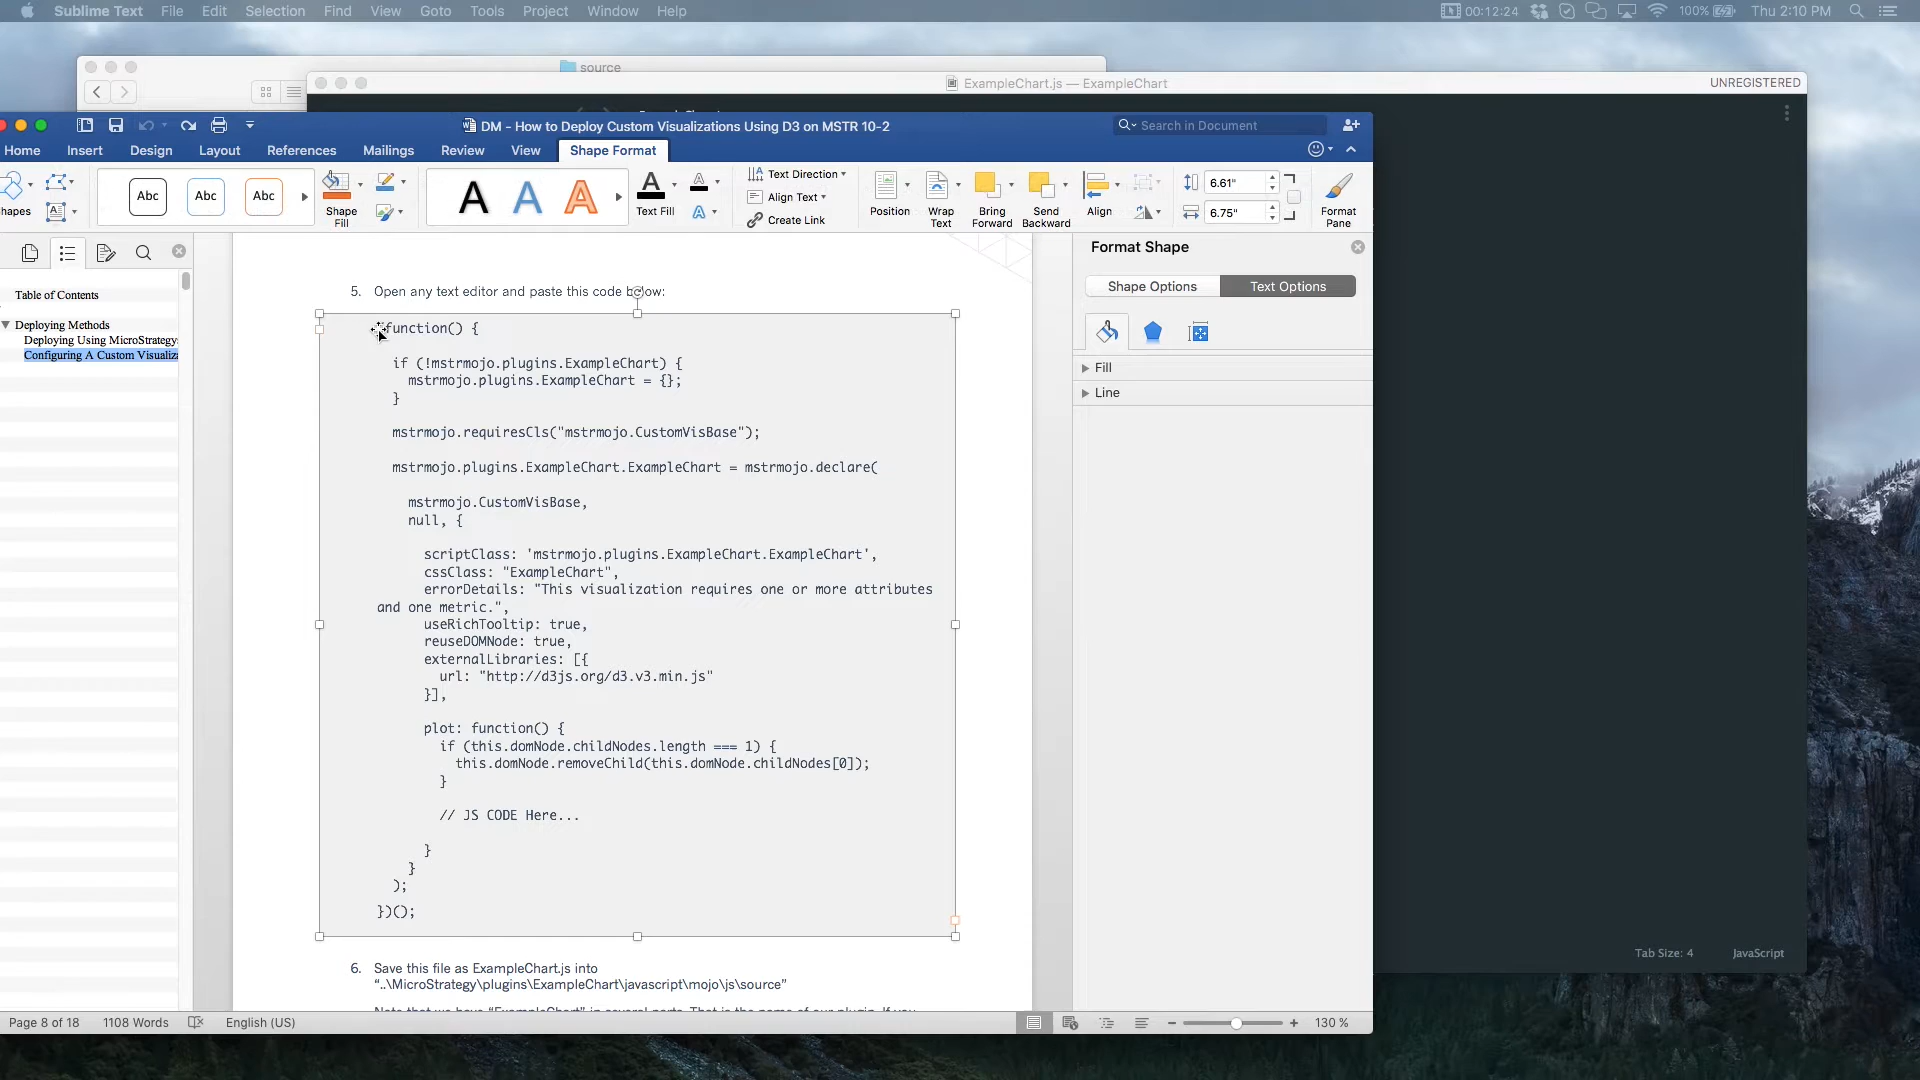 Sublime Text File Edit Selection Find View Goto Tools Project Window Help 00:12:24 100% Thu 2:10 PM
source
ExampleChart.js — ExampleChart UNREGISTERED
DM - How to Deploy Custom Visualizations Using D3 on MSTR 10-2 Search in Document
Home Insert Design Layout References Mailings Review View Shape Format
Abc Abc Abc
Shape Fill
A A A
Text Fill
Text Direction
Align Text
Create Link
Position
Wrap Text
Bring Forward
Send Backward
Align
6.61"
6.75"
Format Pane
Table of Contents
Deploying Methods
Deploying Using MicroStrategy
5. Open any text editor and paste this code below:
function() {
if (!mstrmojo.plugins.ExampleChart) {
mstrmojo.plugins.ExampleChart = {};
}
mstrmojo.requiresCls("mstrmojo.CustomVisBase");
mstrmojo.plugins.ExampleChart.ExampleChart = mstrmojo.declare(
mstrmojo.CustomVisBase,
null, {
scriptClass: 'mstrmojo.plugins.ExampleChart.ExampleChart',
cssClass: "ExampleChart",
errorDetails: "This visualization requires one or more attributes
and one metric.",
useRichTooltip: true,
reuseDOMNode: true,
externalLibraries: [{
url: "http://d3js.org/d3.v3.min.js"
}],
plot: function() {
if (this.domNode.childNodes.length === 1) {
this.domNode.removeChild(this.domNode.childNodes[0]);
}
// JS CODE Here...
}
}
);
})();
6. Save this file as ExampleChart.js into
“..\MicroStrategy\plugins\ExampleChart\javascript\mojo\js\source”
Format Shape
Shape Options Text Options
Fill
Line
Tab Size: 4 JavaScript
Page 8 of 18 1108 Words English (US) 130 %